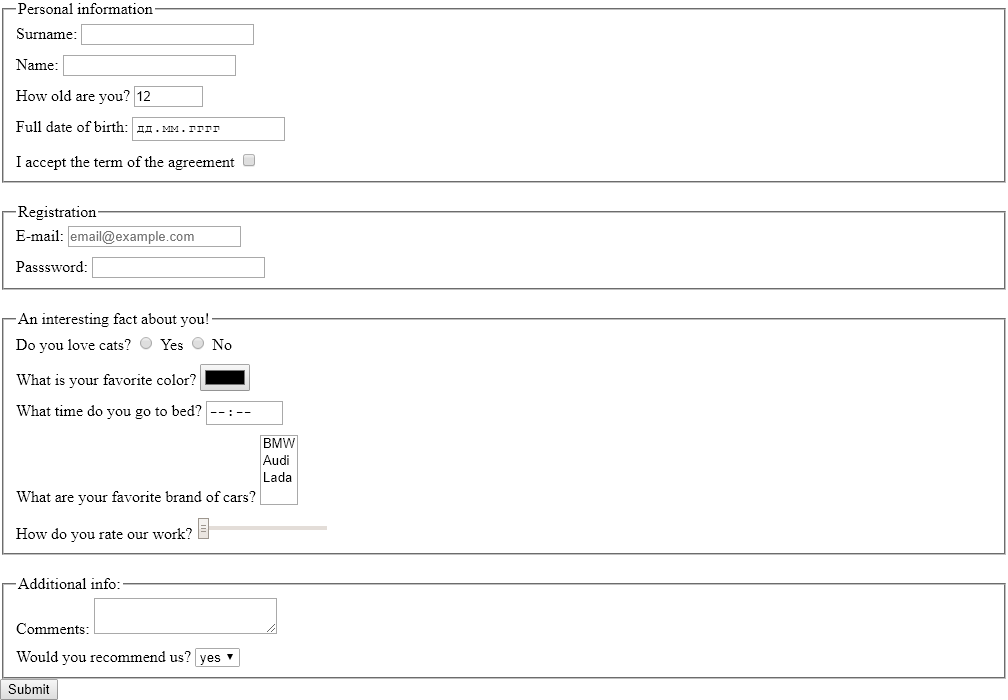 Personal information
Surname:
Name:
How old are you? 12
Full date of birth: дд.мм.гггг
I accept the term of the agreement
Registration
E-mail: email@example.com
Passsword:
An interesting fact about you!
Do you love cats? Yes No
What is your favorite color?
What time do you go to bed? --:--
BMW
Audi
Lada
What are your favorite brand of cars?
How do you rate our work?
Additional info:
Comments:
Would you recommend us? yes
Submit